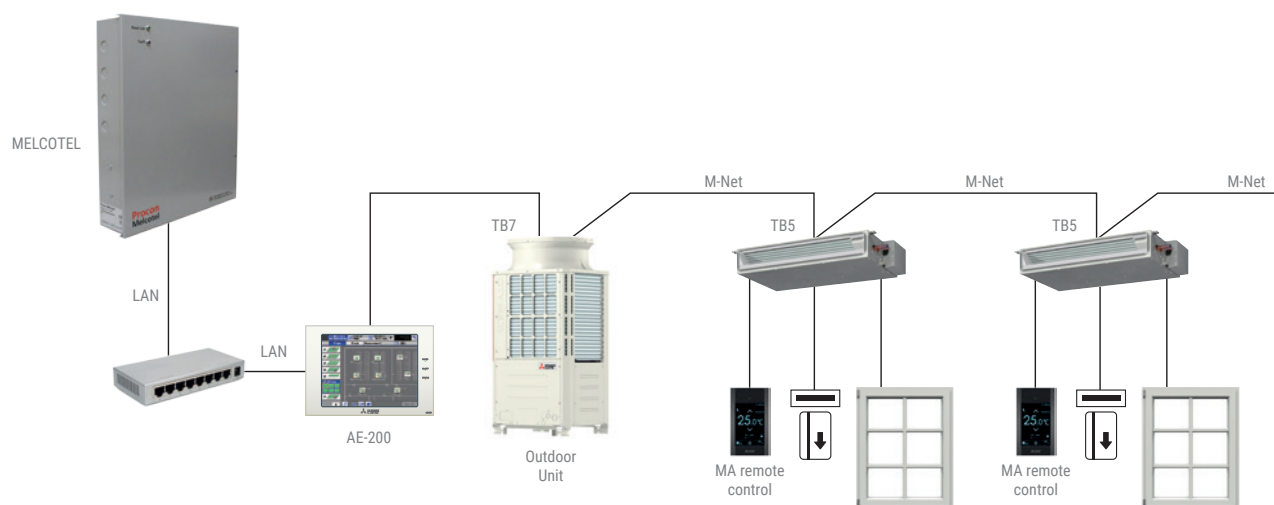 MELCOTEL
Procon
Melcotel
LAN
LAN
AE-200
TB7
Outdoor
Unit
M-Net
TB5
M-Net
TB5
M-Net
25.0°C
MA remote
control
25.0°C
MA remote
control